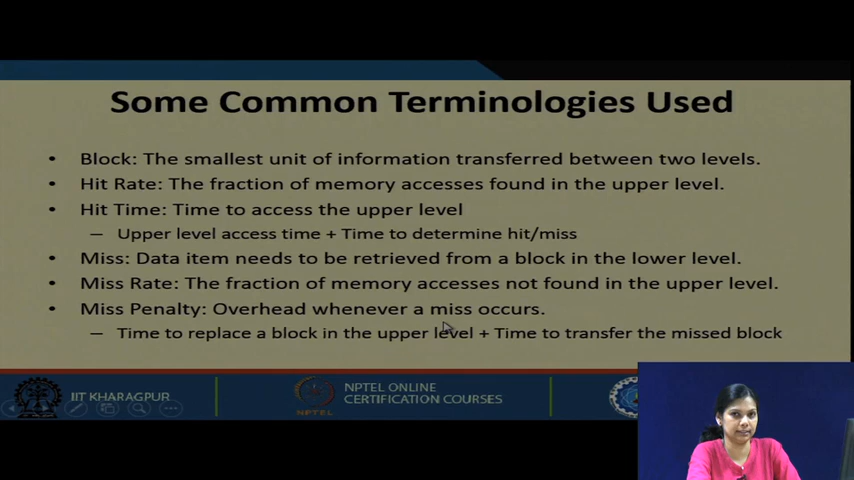 Some Common Terminologies Used
• Block: The smallest unit of information transferred between two levels.
• Hit Rate: The fraction of memory accesses found in the upper level.
• Hit Time: Time to access the upper level
– Upper level access time + Time to determine hit/miss
• Miss: Data item needs to be retrieved from a block in the lower level.
• Miss Rate: The fraction of memory accesses not found in the upper level.
• Miss Penalty: Overhead whenever a miss occurs.
– Time to replace a block in the upper level + Time to transfer the missed block
IIT KHARAGPUR
NPTEL
NPTEL ONLINE
CERTIFICATION COURSES